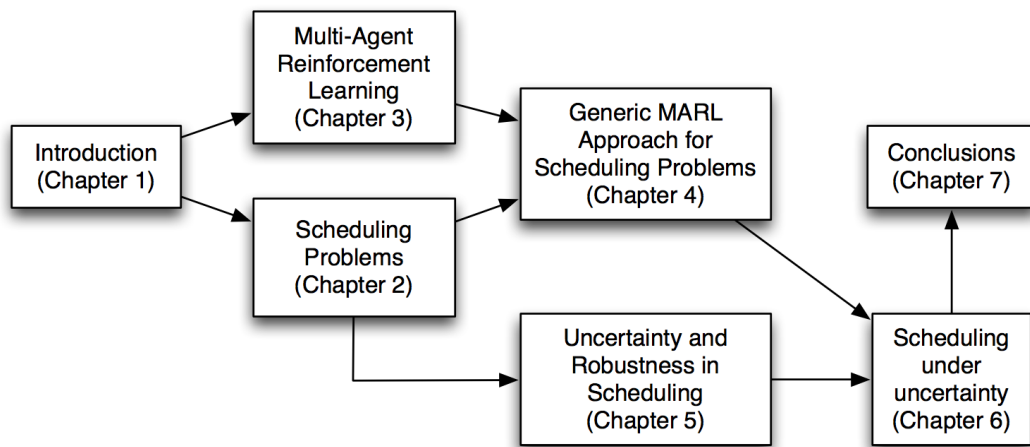 Multi-Agent
Reinforcement
Learning
(Chapter 3)
Introduction
(Chapter 1)
Scheduling
Problems
(Chapter 2)
Generic MARL
Approach for
Scheduling Problems
(Chapter 4)
Uncertainty and
Robustness in
Scheduling
(Chapter 5)
Conclusions
(Chapter 7)
Scheduling
under
uncertainty
(Chapter 6)